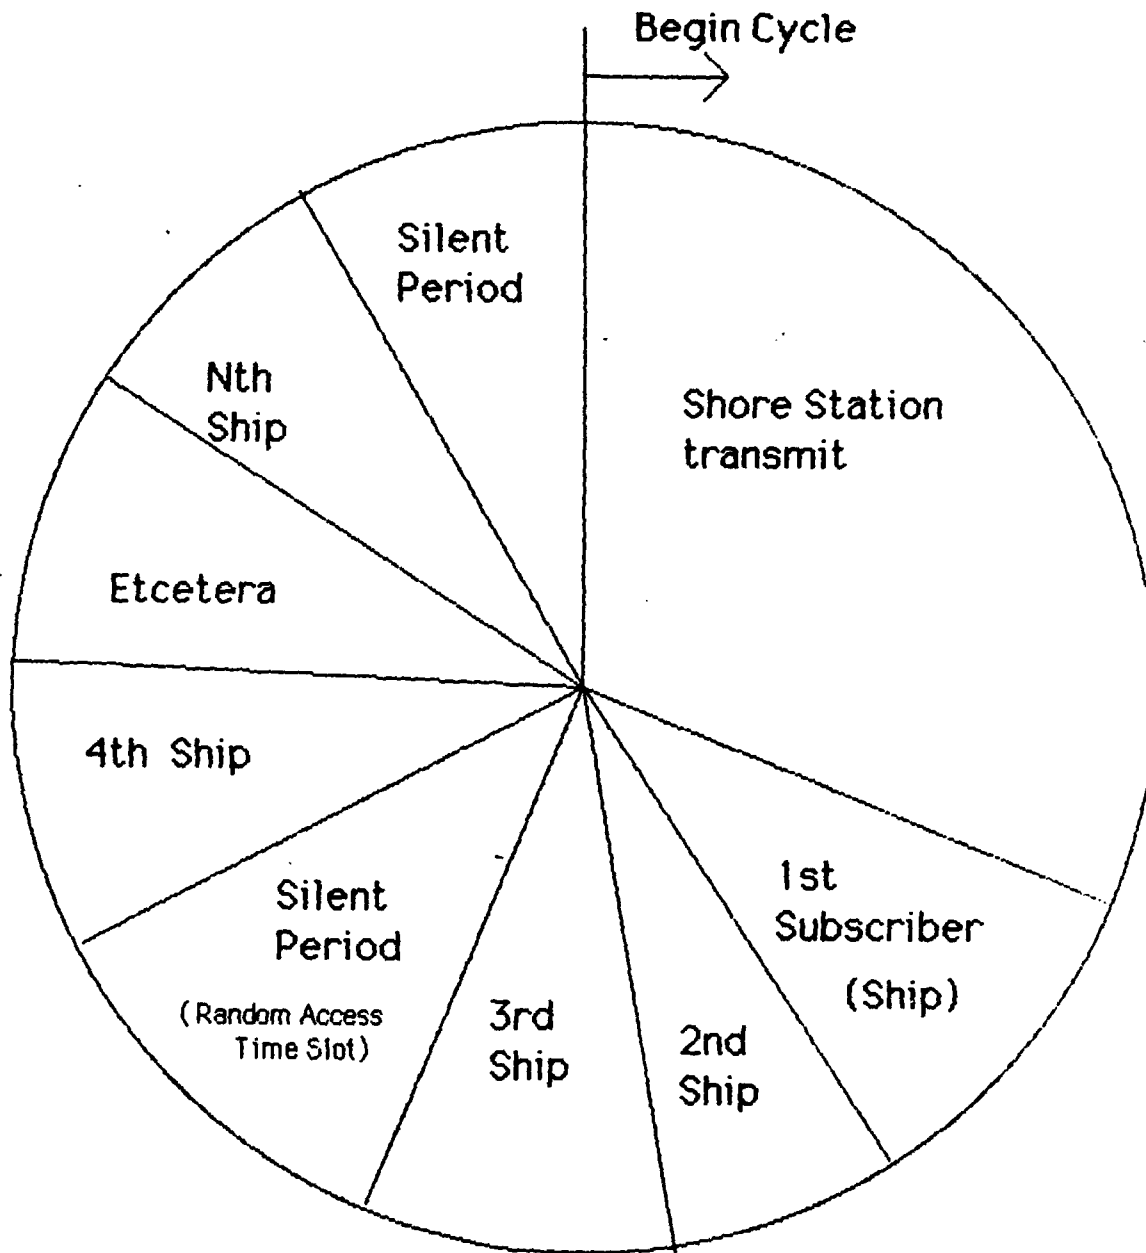 Begin Cycle
Shore Station
transmit
1st
Subscriber
(Ship)
2nd
Ship
3rd
Ship
Silent
Period
(Random Access
Time Slot)
4th Ship
Etcetera
Nth
Ship
Silent
Period